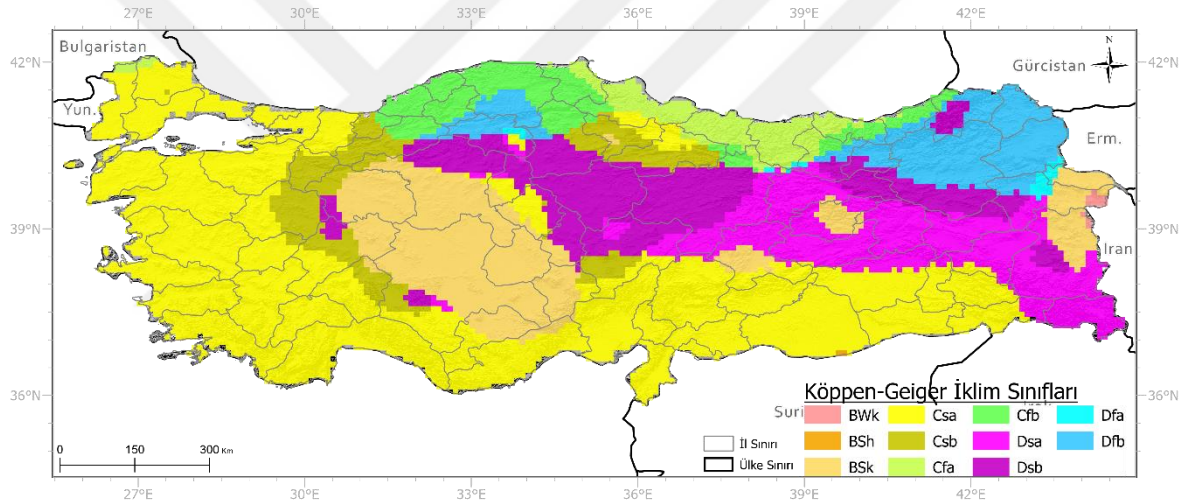 27°E 30°E 33°E 36°E 39°E 42°E
Bulgaristan
N
42°N 42°N
Gürcistan
Yun.
Erm.
39°N 39°N
Iran
36°N 36°N
Köppen-Geiger İklim Sınıfları
Suri
BWk Csa Cfb Dfa
BSh Csb Dsa Dfb
BSk Cfa Dsb
İl Sınırı
Ülke Sınırı
0 150 300 Km
27°E 30°E 33°E 36°E 39°E 42°E